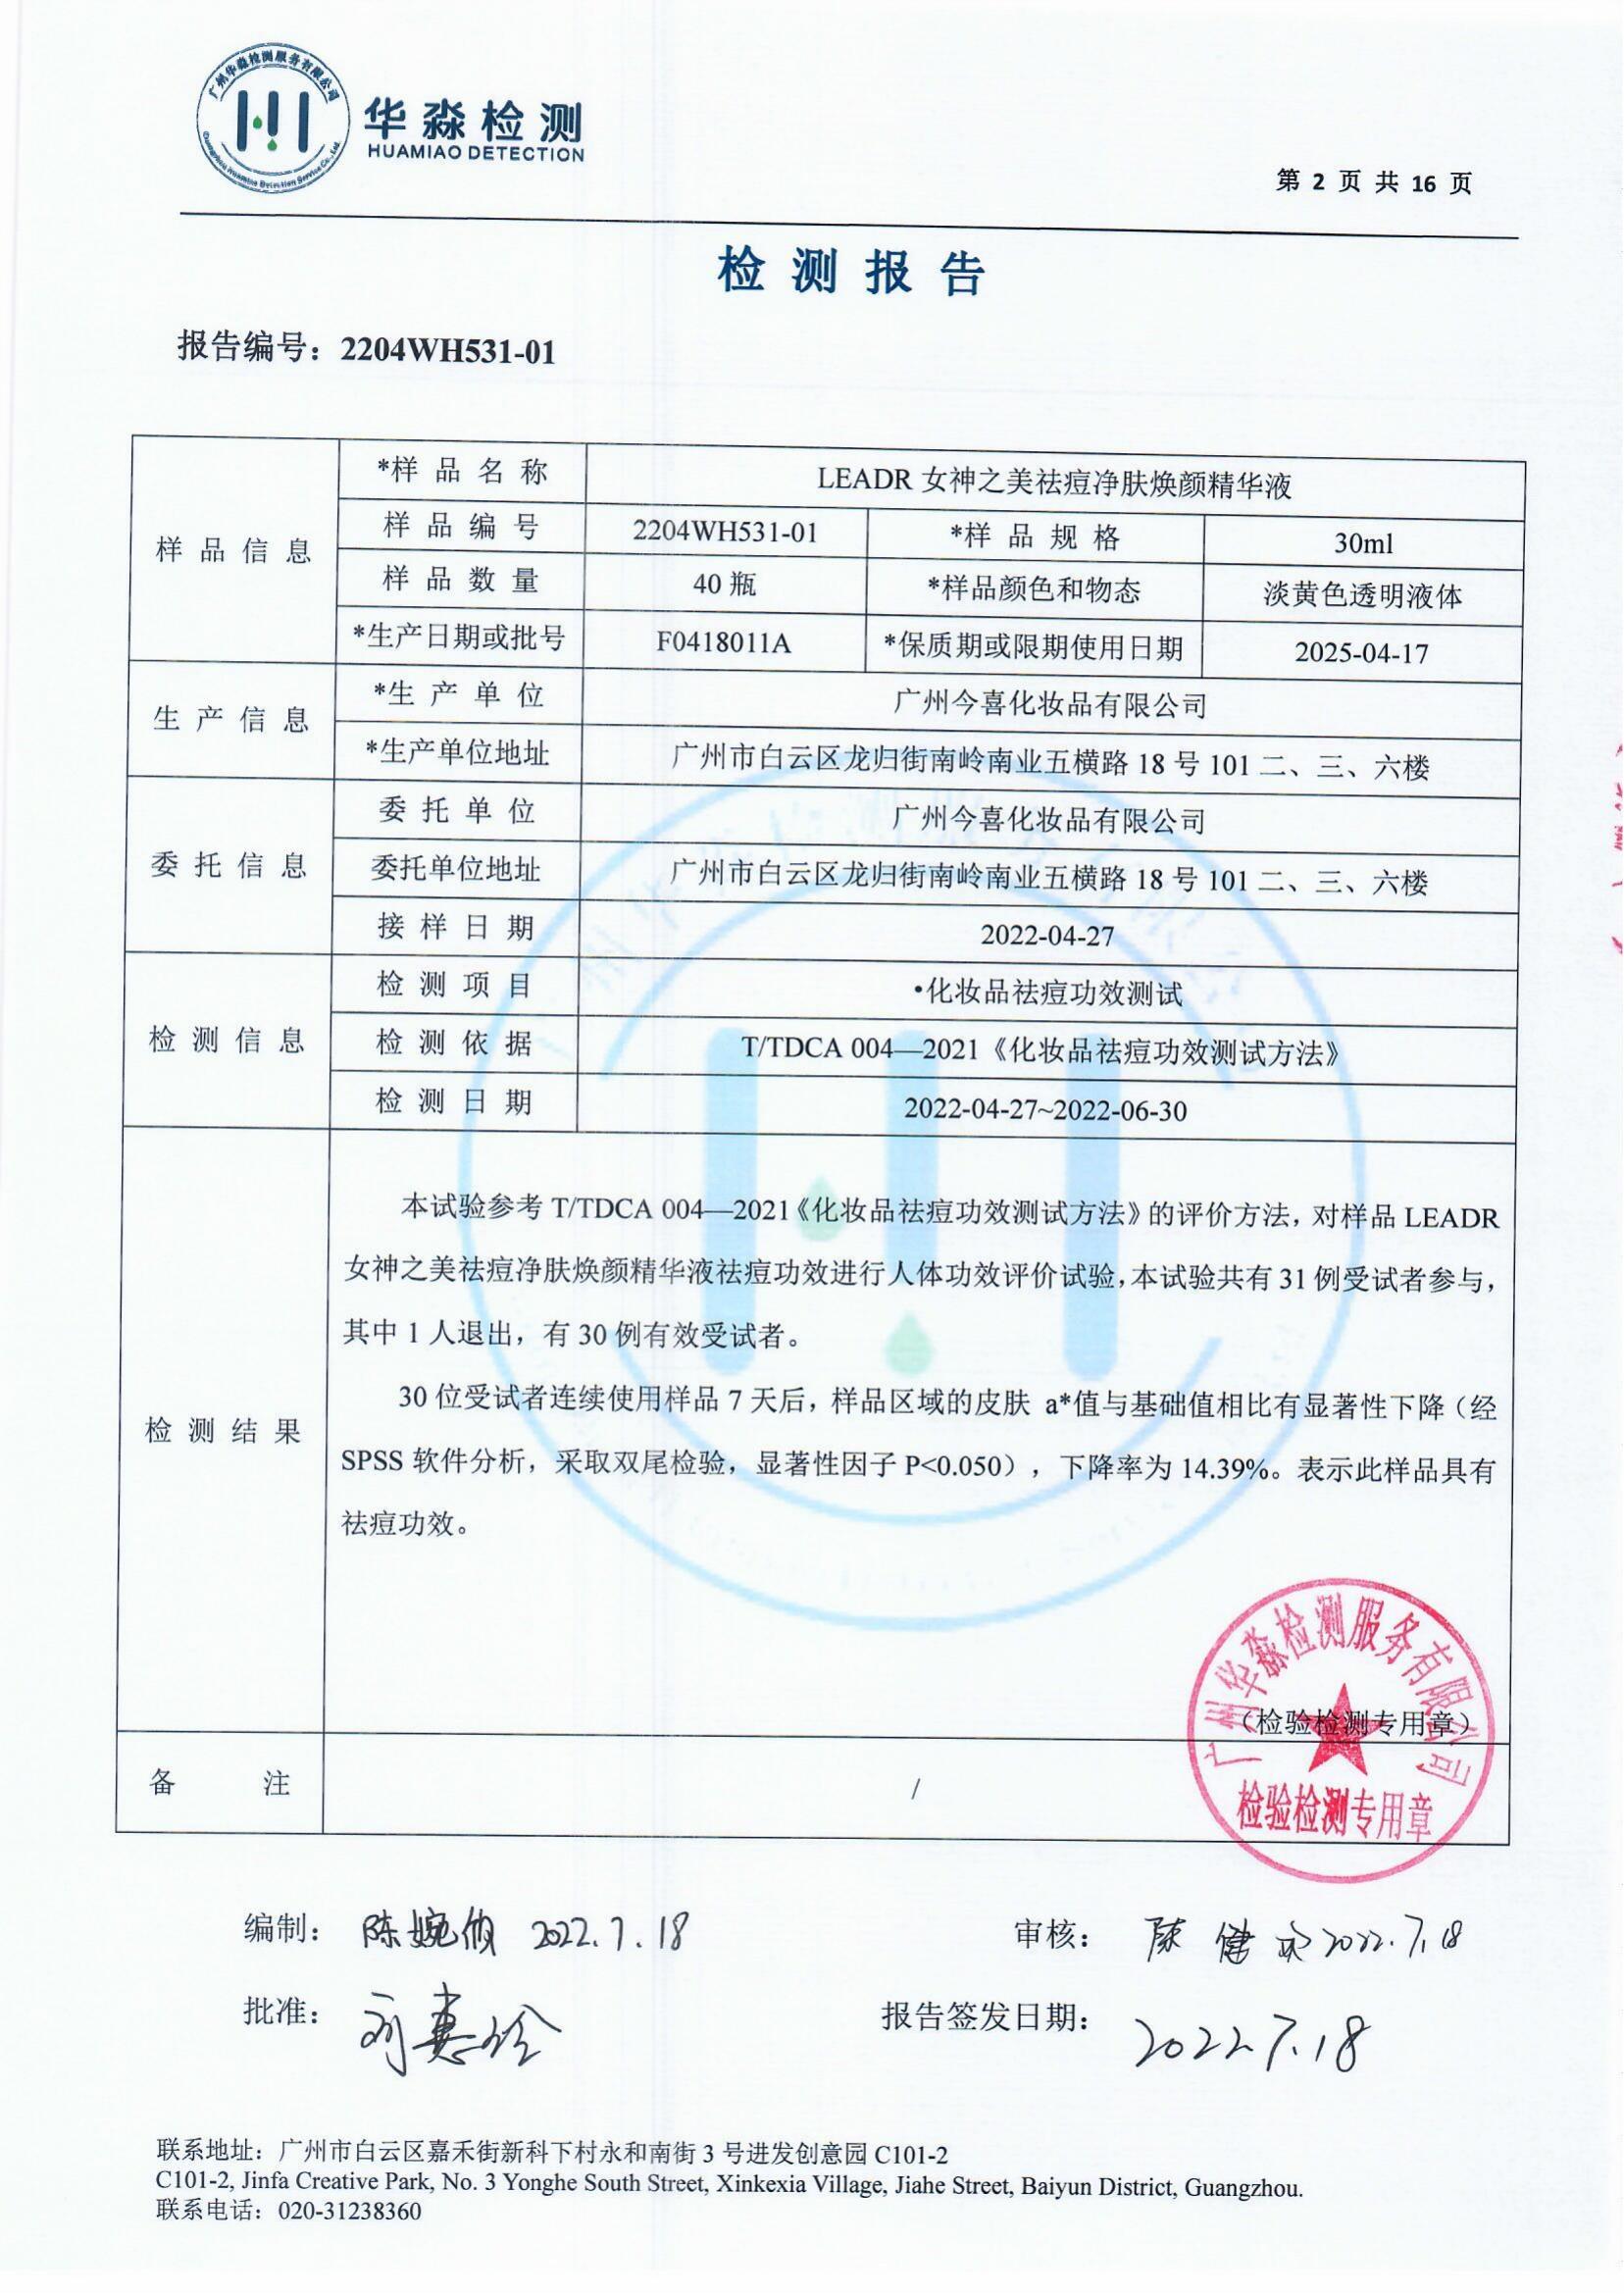 广州华淼检测服务有限公司
Guangzhou Huamiao Detection Service Co., Ltd.
华淼检测
HUAMIAO DETECTION
第 2 页 共 16 页
检测报告
报告编号：2204WH531-01
样品信息
*样品名称 LEADR 女神之美祛痘净肤焕颜精华液
样品编号 2204WH531-01 *样品规格 30ml
样品数量 40 瓶 *样品颜色和物态 淡黄色透明液体
*生产日期或批号 F0418011A *保质期或限期使用日期 2025-04-17
生产信息
*生产单位 广州今喜化妆品有限公司
*生产单位地址 广州市白云区龙归街南岭南业五横路 18 号 101 二、三、六楼
委托信息
委托单位 广州今喜化妆品有限公司
委托单位地址 广州市白云区龙归街南岭南业五横路 18 号 101 二、三、六楼
接样日期 2022-04-27
检测信息
检测项目 •化妆品祛痘功效测试
检测依据 T/TDCA 004—2021《化妆品祛痘功效测试方法》
检测日期 2022-04-27~2022-06-30
检测结果
本试验参考 T/TDCA 004—2021《化妆品祛痘功效测试方法》的评价方法，对样品 LEADR
女神之美祛痘净肤焕颜精华液祛痘功效进行人体功效评价试验，本试验共有 31 例受试者参与，
其中 1 人退出，有 30 例有效受试者。
30 位受试者连续使用样品 7 天后，样品区域的皮肤 a*值与基础值相比有显著性下降（经
SPSS 软件分析，采取双尾检验，显著性因子 P<0.050），下降率为 14.39%。表示此样品具有
祛痘功效。
（检验检测专用章）
广州华淼检测服务有限公司
检验检测专用章
备注 /
编制： 2022.7.18 审核： 陈健 2022.7.18
批准： 报告签发日期： 2022.7.18
联系地址：广州市白云区嘉禾街新科下村永和南街 3 号进发创意园 C101-2
C101-2, Jinfa Creative Park, No. 3 Yonghe South Street, Xinkexia Village, Jiahe Street, Baiyun District, Guangzhou.
联系电话：020-31238360